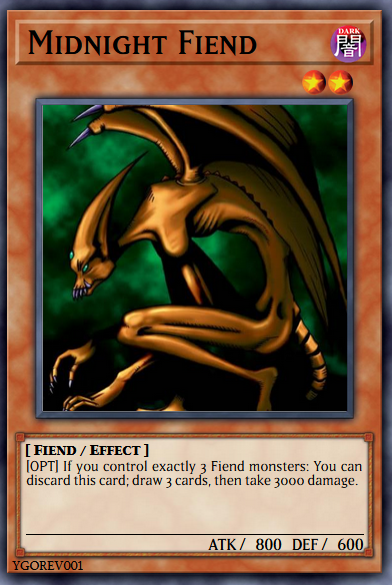 Midnight Fiend
DARK
闇
[ Fiend / Effect ]
[OPT] If you control exactly 3 Fiend monsters: You can
discard this card; draw 3 cards, then take 3000 damage.
ATK / 800 DEF / 600
YGOREV001